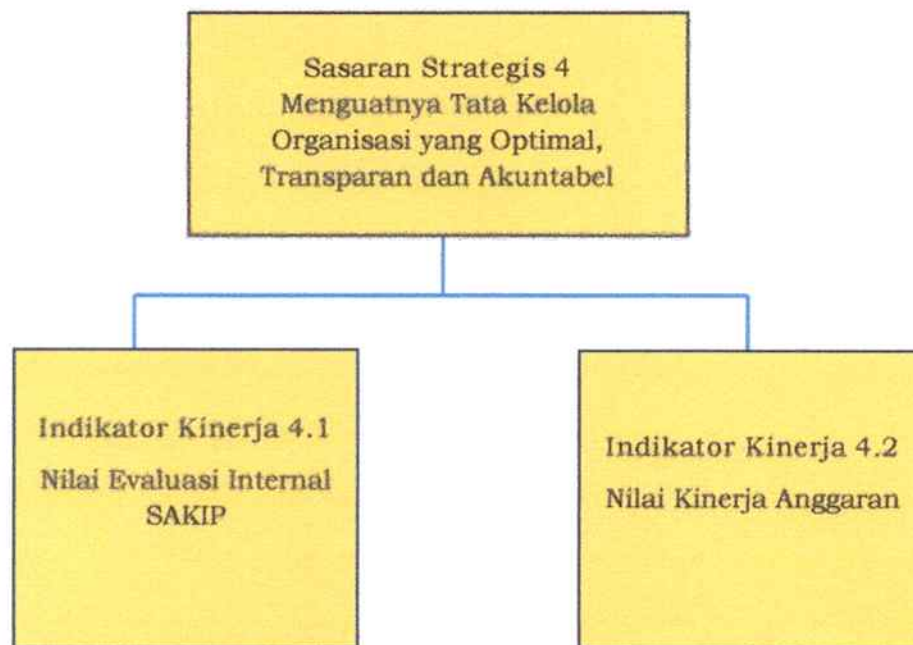 Sasaran Strategis 4
Menguatnya Tata Kelola
Organisasi yang Optimal,
Transparan dan Akuntabel
Indikator Kinerja 4.1
Nilai Evaluasi Internal
SAKIP
Indikator Kinerja 4.2
Nilai Kinerja Anggaran